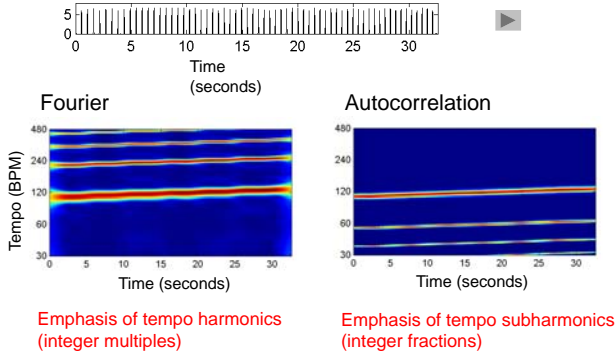 5
0
0 5 10 15 20 25 30
Time
(seconds)
Fourier
Autocorrelation
Tempo (BPM)
480
240
120
60
30
0 5 10 15 20 25 30
Time (seconds)
480
240
120
60
30
0 5 10 15 20 25 30
Time (seconds)
Emphasis of tempo harmonics
(integer multiples)
Emphasis of tempo subharmonics
(integer fractions)